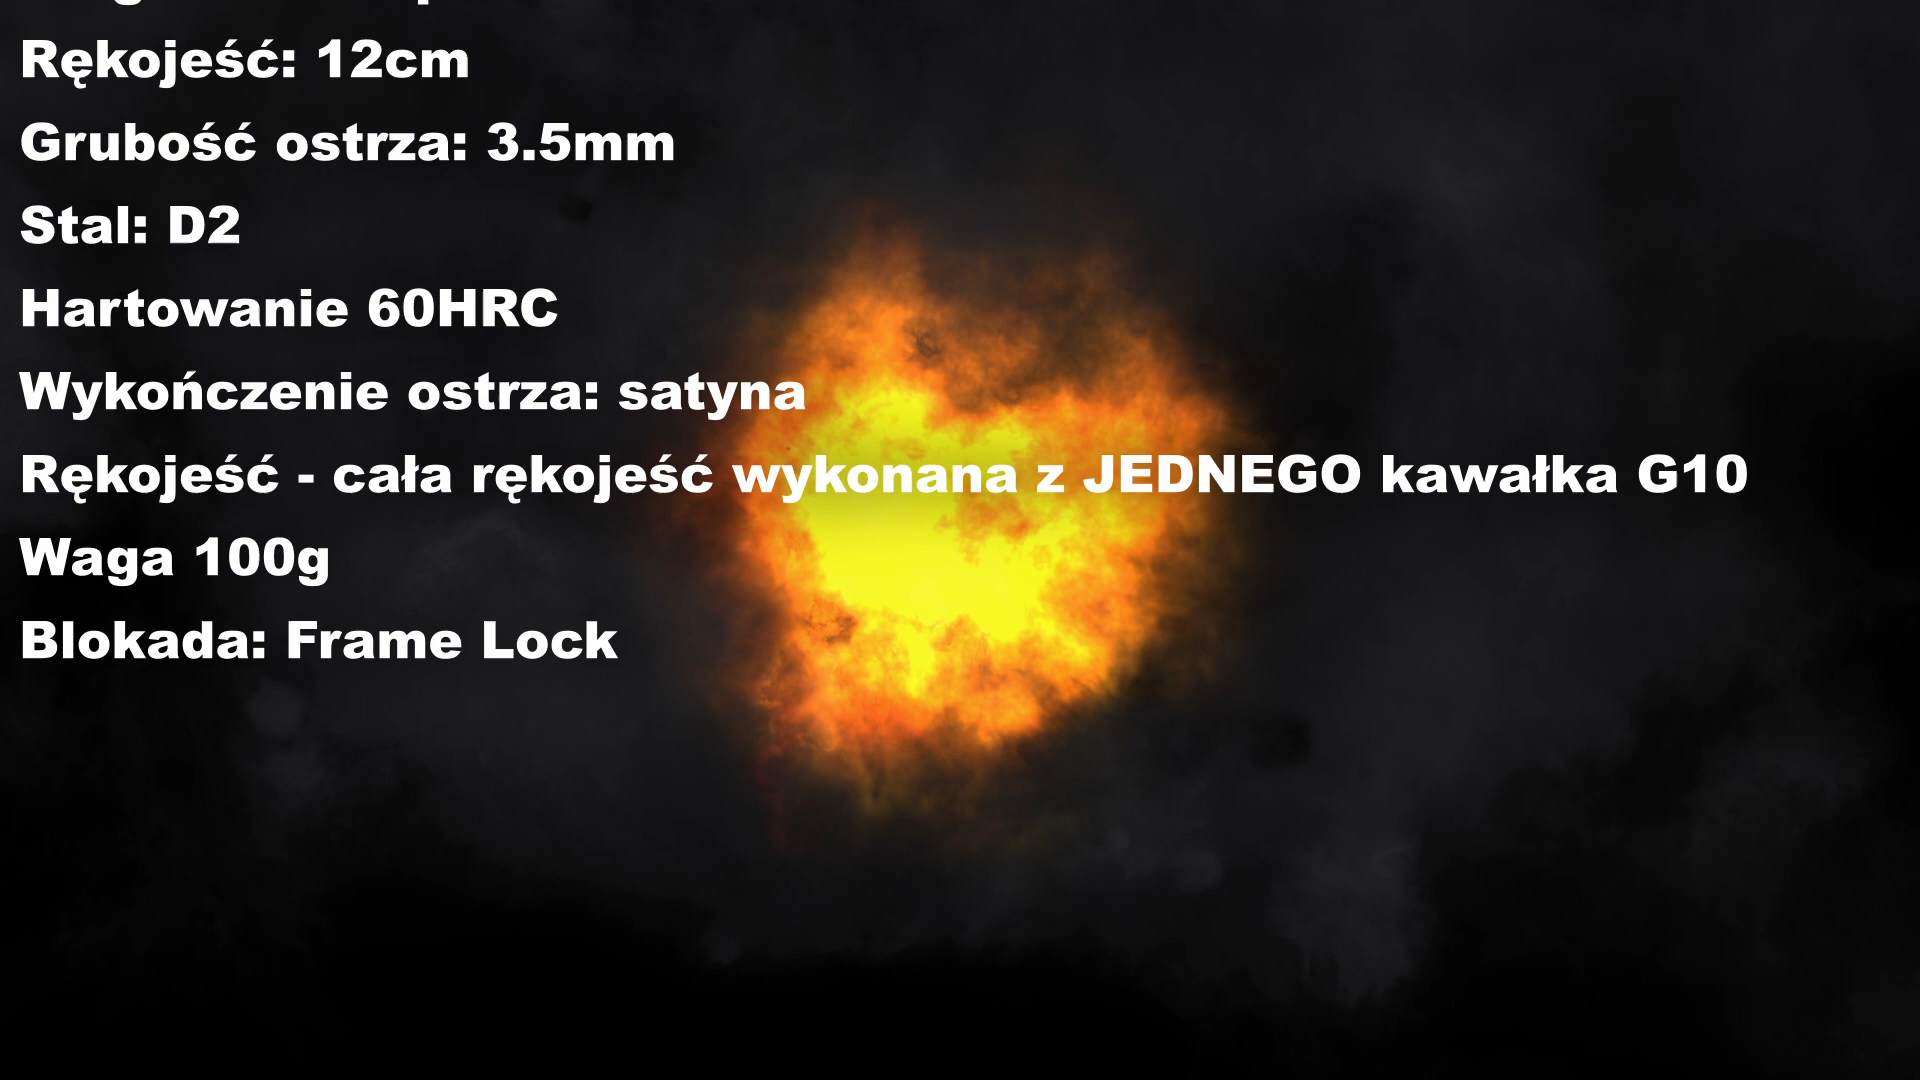 Rękojeść: 12cm
Grubość ostrza: 3.5mm
Stal: D2
Hartowanie 60HRC
Wykończenie ostrza: satyna
Rękojeść - cała rękojeść wykonana z JEDNEGO kawałka G10
Waga 100g
Blokada: Frame Lock